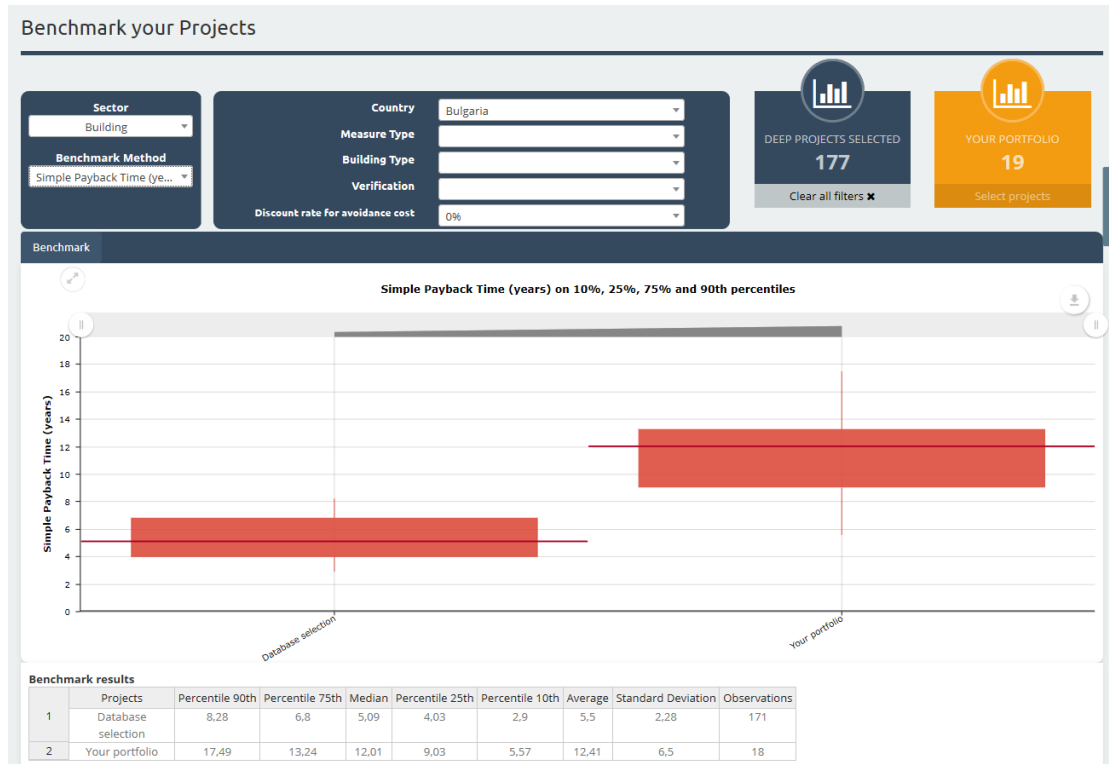 Benchmark your Projects
Sector
Building
Benchmark Method
Simple Payback Time (ye...
Country
Bulgaria
Measure Type
Building Type
Verification
Discount rate for avoidance cost
0%
DEEP PROJECTS SELECTED
177
Clear all filters ✖
YOUR PORTFOLIO
19
Select projects
Benchmark
Simple Payback Time (years) on 10%, 25%, 75% and 90th percentiles
Simple Payback Time (years)
20
18
16
14
12
10
8
6
4
2
0
Database selection
Your portfolio
Benchmark results
Projects Percentile 90th Percentile 75th Median Percentile 25th Percentile 10th Average Standard Deviation Observations
1 Database selection 8,28 6,8 5,09 4,03 2,9 5,5 2,28 171
2 Your portfolio 17,49 13,24 12,01 9,03 5,57 12,41 6,5 18